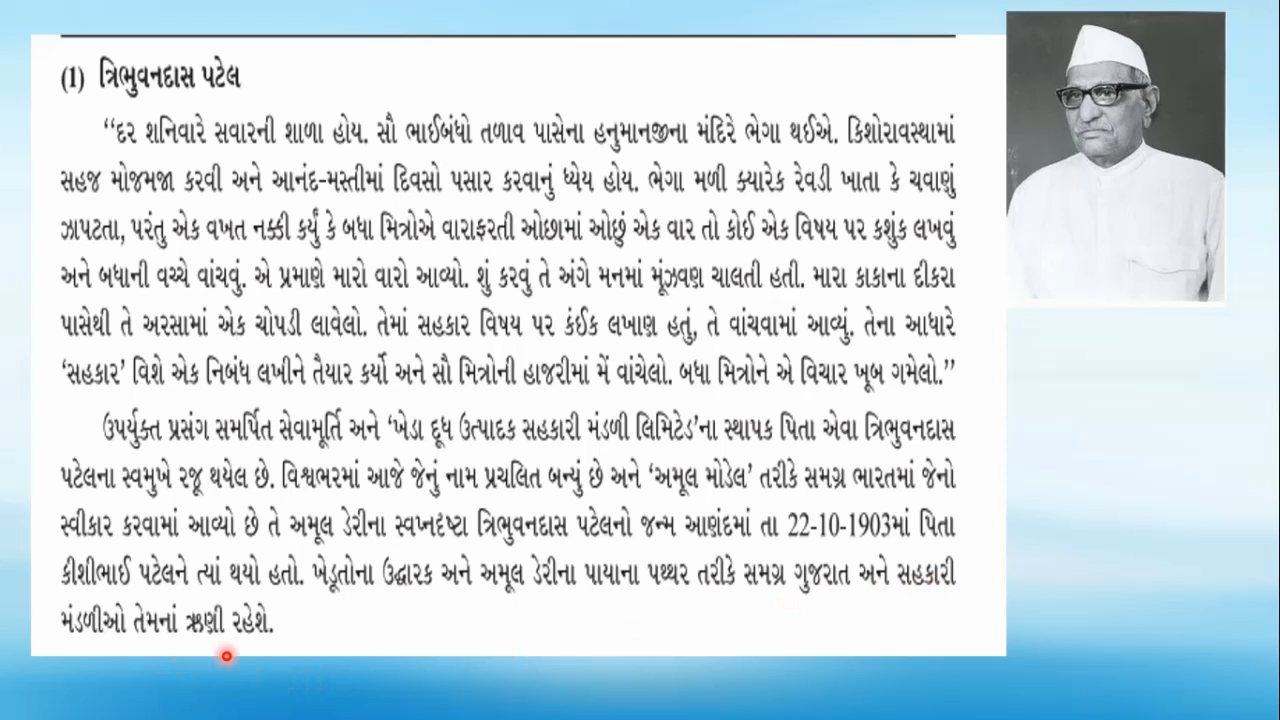 (1) ત્રિભુવનદાસ પટેલ
“દર શનિવારે સવારની શાળા હોય. સૌ ભાઈબંધો તળાવ પાસેના હનુમાનજીના મંદિરે ભેગા થઈએ. કિશોરાવસ્થામાં
સહજ મોજમજા કરવી અને આનંદ-મસ્તીમાં દિવસો પસાર કરવાનું ધ્યેય હોય. ભેગા મળી ક્યારેક રેવડી ખાતા કે ચવાણું
ઝાપટતા, પરંતુ એક વખત નક્કી કર્યું કે બધા મિત્રોએ વારાફરતી ઓછામાં ઓછું એક વાર તો કોઈ એક વિષય પર કશુંક લખવું
અને બધાની વચ્ચે વાંચવું. એ પ્રમાણે મારો વારો આવ્યો. શું કરવું તે અંગે મનમાં મૂંઝવણ ચાલતી હતી. મારા કાકાના દીકરા
પાસેથી તે અરસામાં એક ચોપડી લાવેલો. તેમાં સહકાર વિષય પર કંઈક લખાણ હતું, તે વાંચવામાં આવ્યું. તેના આધારે
‘સહકાર’ વિશે એક નિબંધ લખીને તૈયાર કર્યો અને સૌ મિત્રોની હાજરીમાં મેં વાંચેલો. બધા મિત્રોને એ વિચાર ખૂબ ગમેલો.”
ઉપર્યુક્ત પ્રસંગ સમર્પિત સેવામૂર્તિ અને ‘ખેડા દૂધ ઉત્પાદક સહકારી મંડળી લિમિટેડ’ના સ્થાપક પિતા એવા ત્રિભુવનદાસ
પટેલના સ્વમુખે રજૂ થયેલ છે. વિશ્વભરમાં આજે જેનું નામ પ્રચલિત બન્યું છે અને ‘અમૂલ મોડેલ’ તરીકે સમગ્ર ભારતમાં જેનો
સ્વીકાર કરવામાં આવ્યો છે તે અમૂલ ડેરીના સ્વપ્નદૃષ્ટા ત્રિભુવનદાસ પટેલનો જન્મ આણંદમાં તા 22-10-1903માં પિતા
કીશીભાઈ પટેલને ત્યાં થયો હતો. ખેડૂતોના ઉદ્ધારક અને અમૂલ ડેરીના પાયાના પથ્થર તરીકે સમગ્ર ગુજરાત અને સહકારી
મંડળીઓ તેમનાં ઋણી રહેશે.